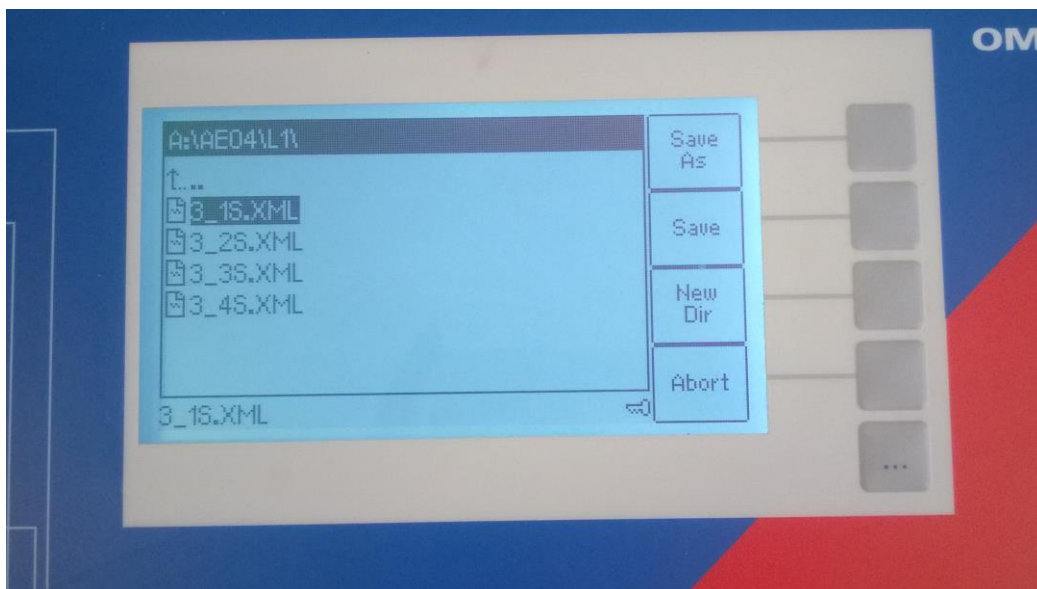 OM
A:\AE04\L1\
..
3_1S.XML
3_2S.XML
3_3S.XML
3_4S.XML
3_1S.XML
Save
As
Save
New
Dir
Abort
...